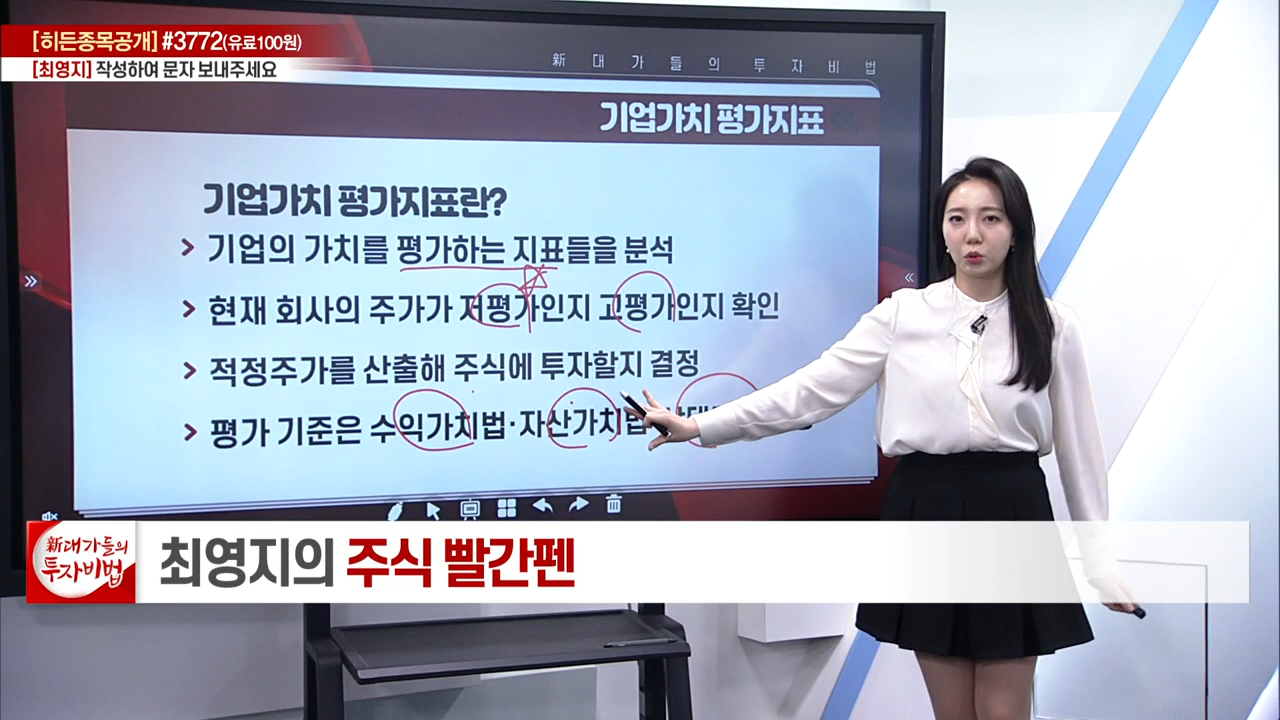 [히든종목공개] #3772(유료100원)
[최영지] 작성하여 문자 보내주세요
新 대가들의 투자비법
기업가치 평가지표
기업가치 평가지표란?
기업의 가치를 평가하는 지표들을 분석
현재 회사의 주가가 저평가인지 고평가인지 확인
적정주가를 산출해 주식에 투자할지 결정
평가 기준은 수익가치법·자산가치법
新대가들의
투자비법
최영지의 주식 빨간펜